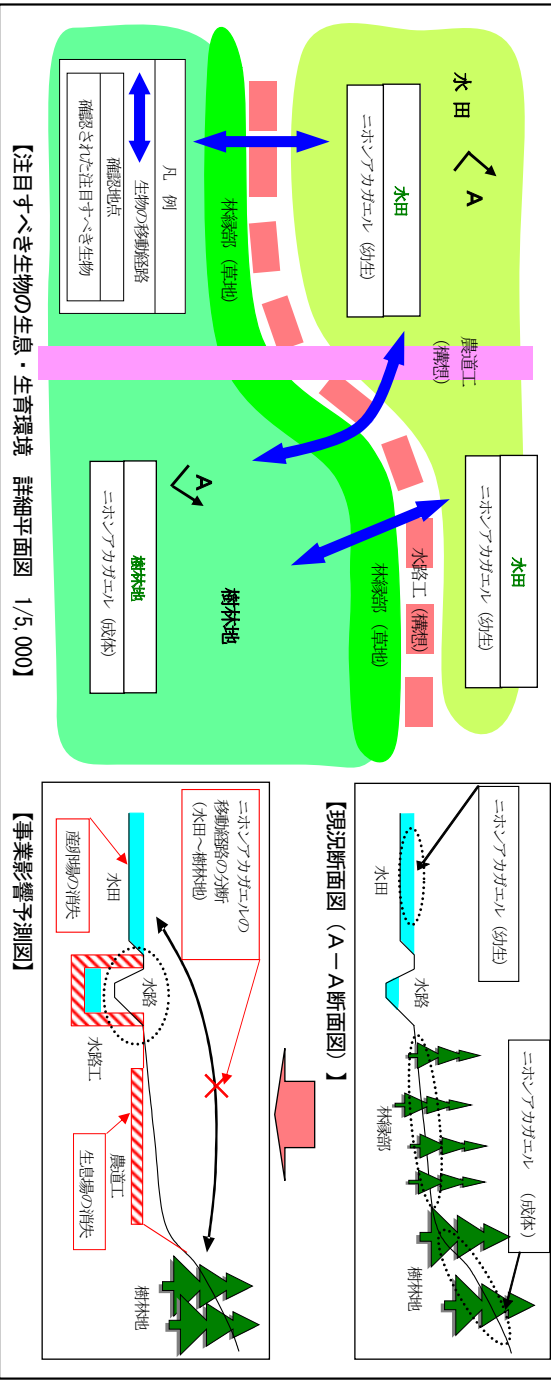 水田
A
水田
ニホンアカガエル（幼生）
農道工
（構想）
水田
ニホンアカガエル（幼生）
水路工（構想）
林縁部（草地）
林縁部（草地）
樹林地
A
樹林地
ニホンアカガエル（成体）
凡　例
生物の移動経路
確認地点
確認された注目すべき生物
【注目すべき生物の生息・生育環境　詳細平面図　1/5,000】
ニホンアカガエル（幼生）
ニホンアカガエル　（成体）
水田
水路
林縁部
樹林地
【現況断面図（A－A断面図）】
ニホンアカガエルの
移動経路の分断
（水田～樹林地）
産卵場の消失
水田
水路
水路工
農道工
生息場の消失
樹林地
【事業影響予測図】